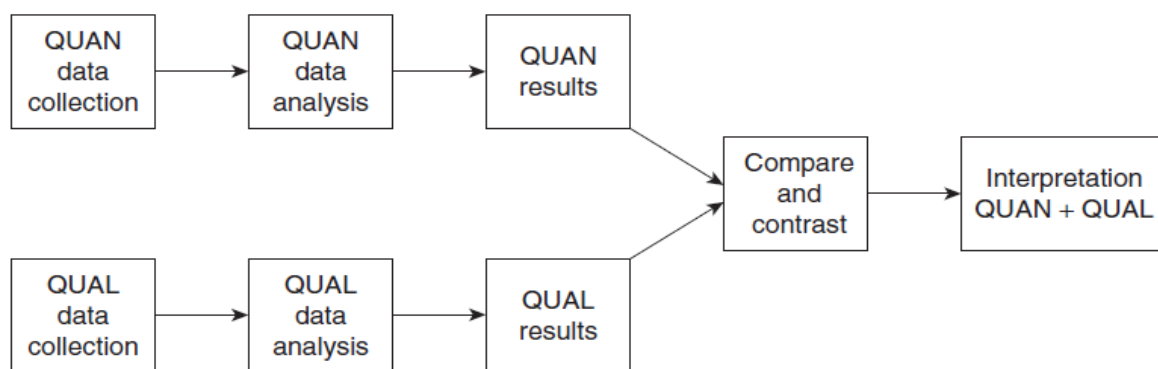 QUAN
data
collection
QUAN
data
analysis
QUAN
results
Compare
and
contrast
Interpretation
QUAN + QUAL
QUAL
data
collection
QUAL
data
analysis
QUAL
results